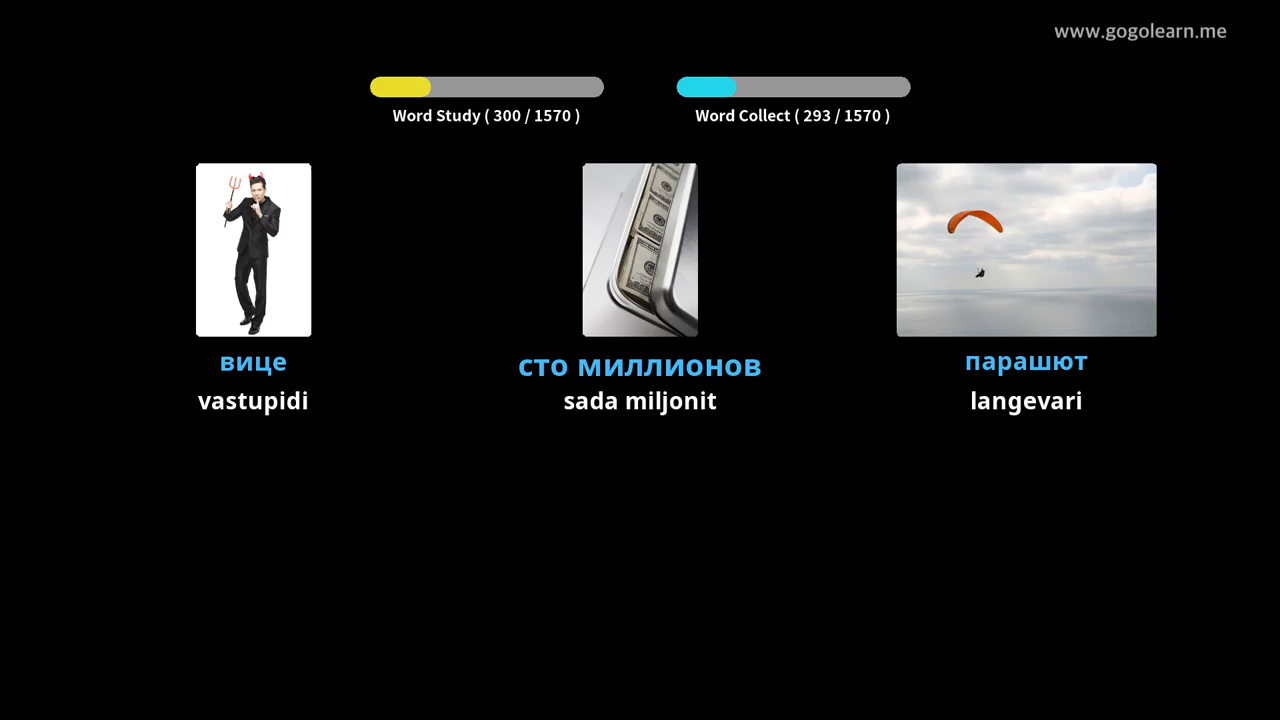 www.gogolearn.me
Word Study ( 300 / 1570 )
Word Collect ( 293 / 1570 )
вице
vastupidi
сто миллионов
sada miljonit
парашют
langevari